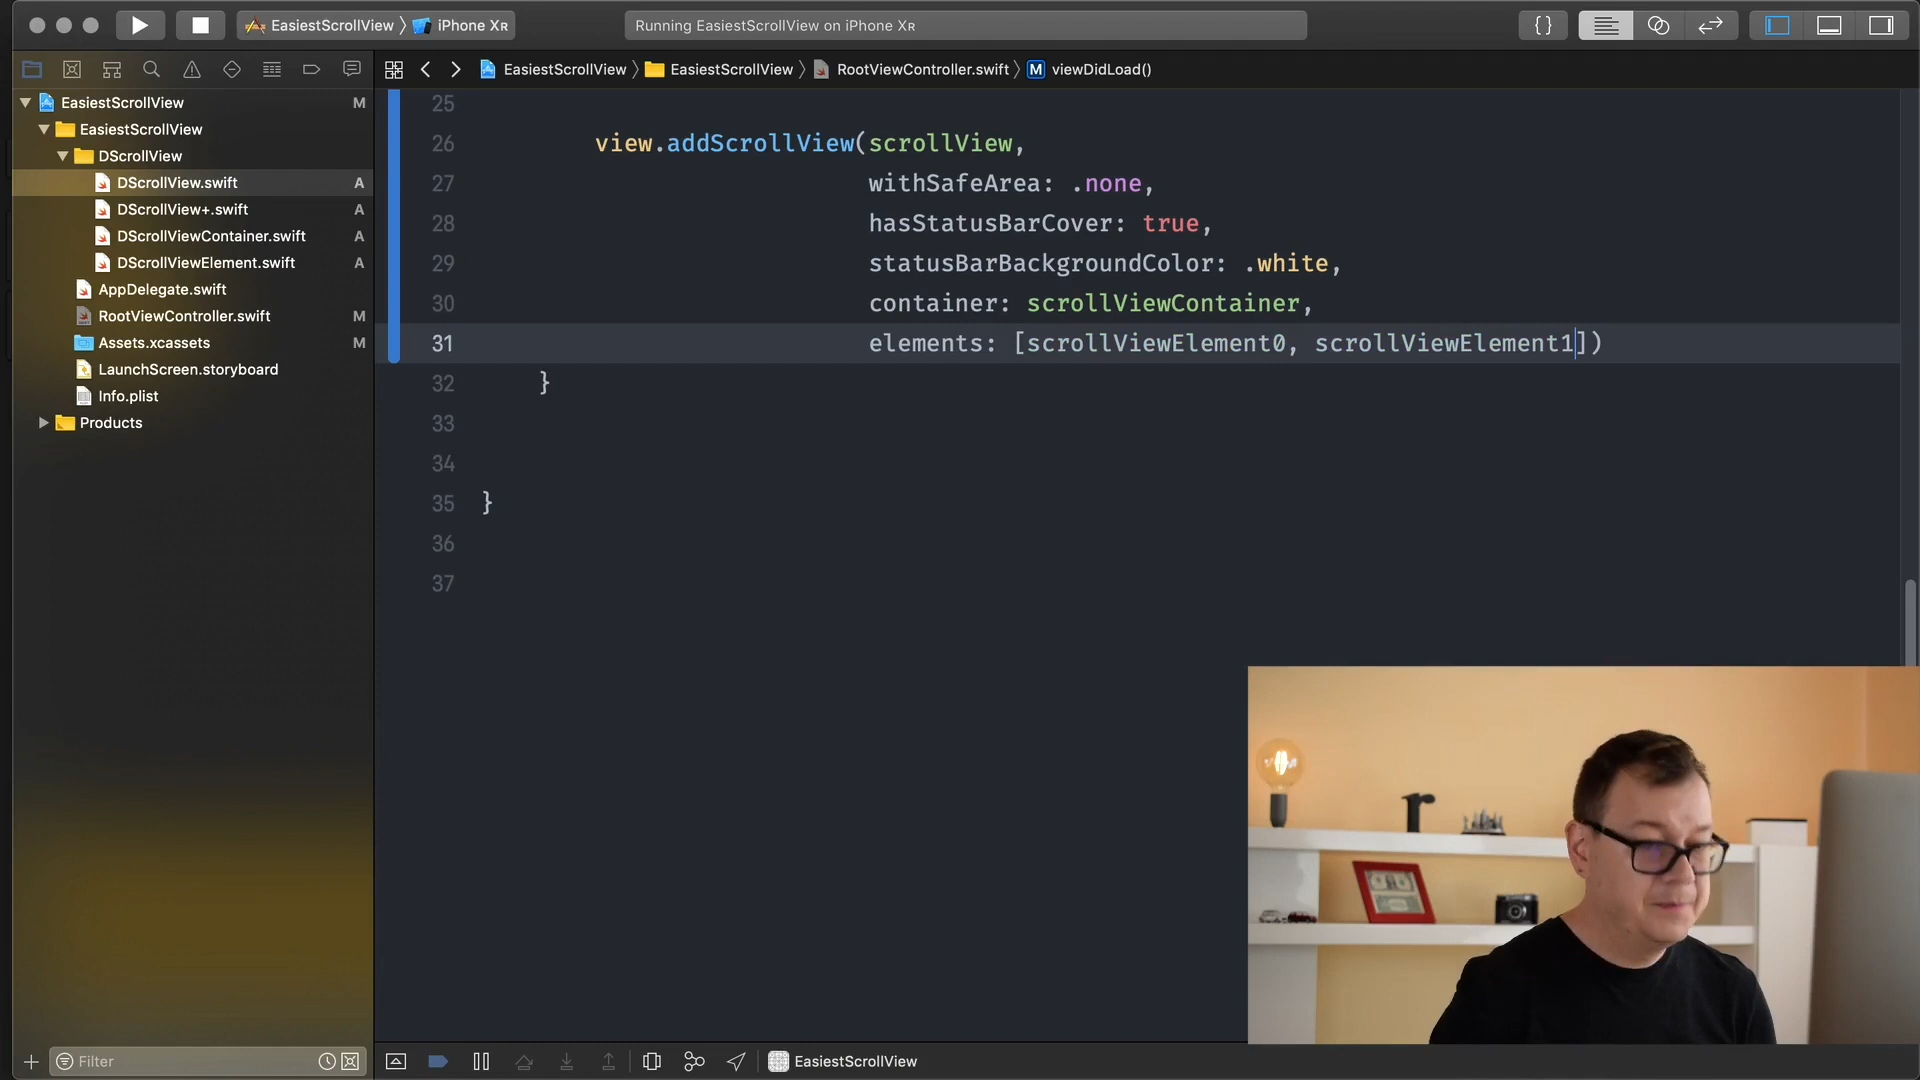 EasiestScrollView
iPhone XR
Running EasiestScrollView on iPhone XR
{ }
EasiestScrollView
EasiestScrollView
RootViewController.swift
M
viewDidLoad()
EasiestScrollView M
EasiestScrollView
DScrollView
DScrollView.swift A
DScrollView+.swift A
DScrollViewContainer.swift A
DScrollViewElement.swift A
AppDelegate.swift
RootViewController.swift M
Assets.xcassets M
LaunchScreen.storyboard
Info.plist
Products
25
26 view.addScrollView(scrollView,
27 withSafeArea: .none,
28 hasStatusBarCover: true,
29 statusBarBackgroundColor: .white,
30 container: scrollViewContainer,
31 elements: [scrollViewElement0, scrollViewElement1])
32 }
33
34
35 }
36
37
Filter
EasiestScrollView